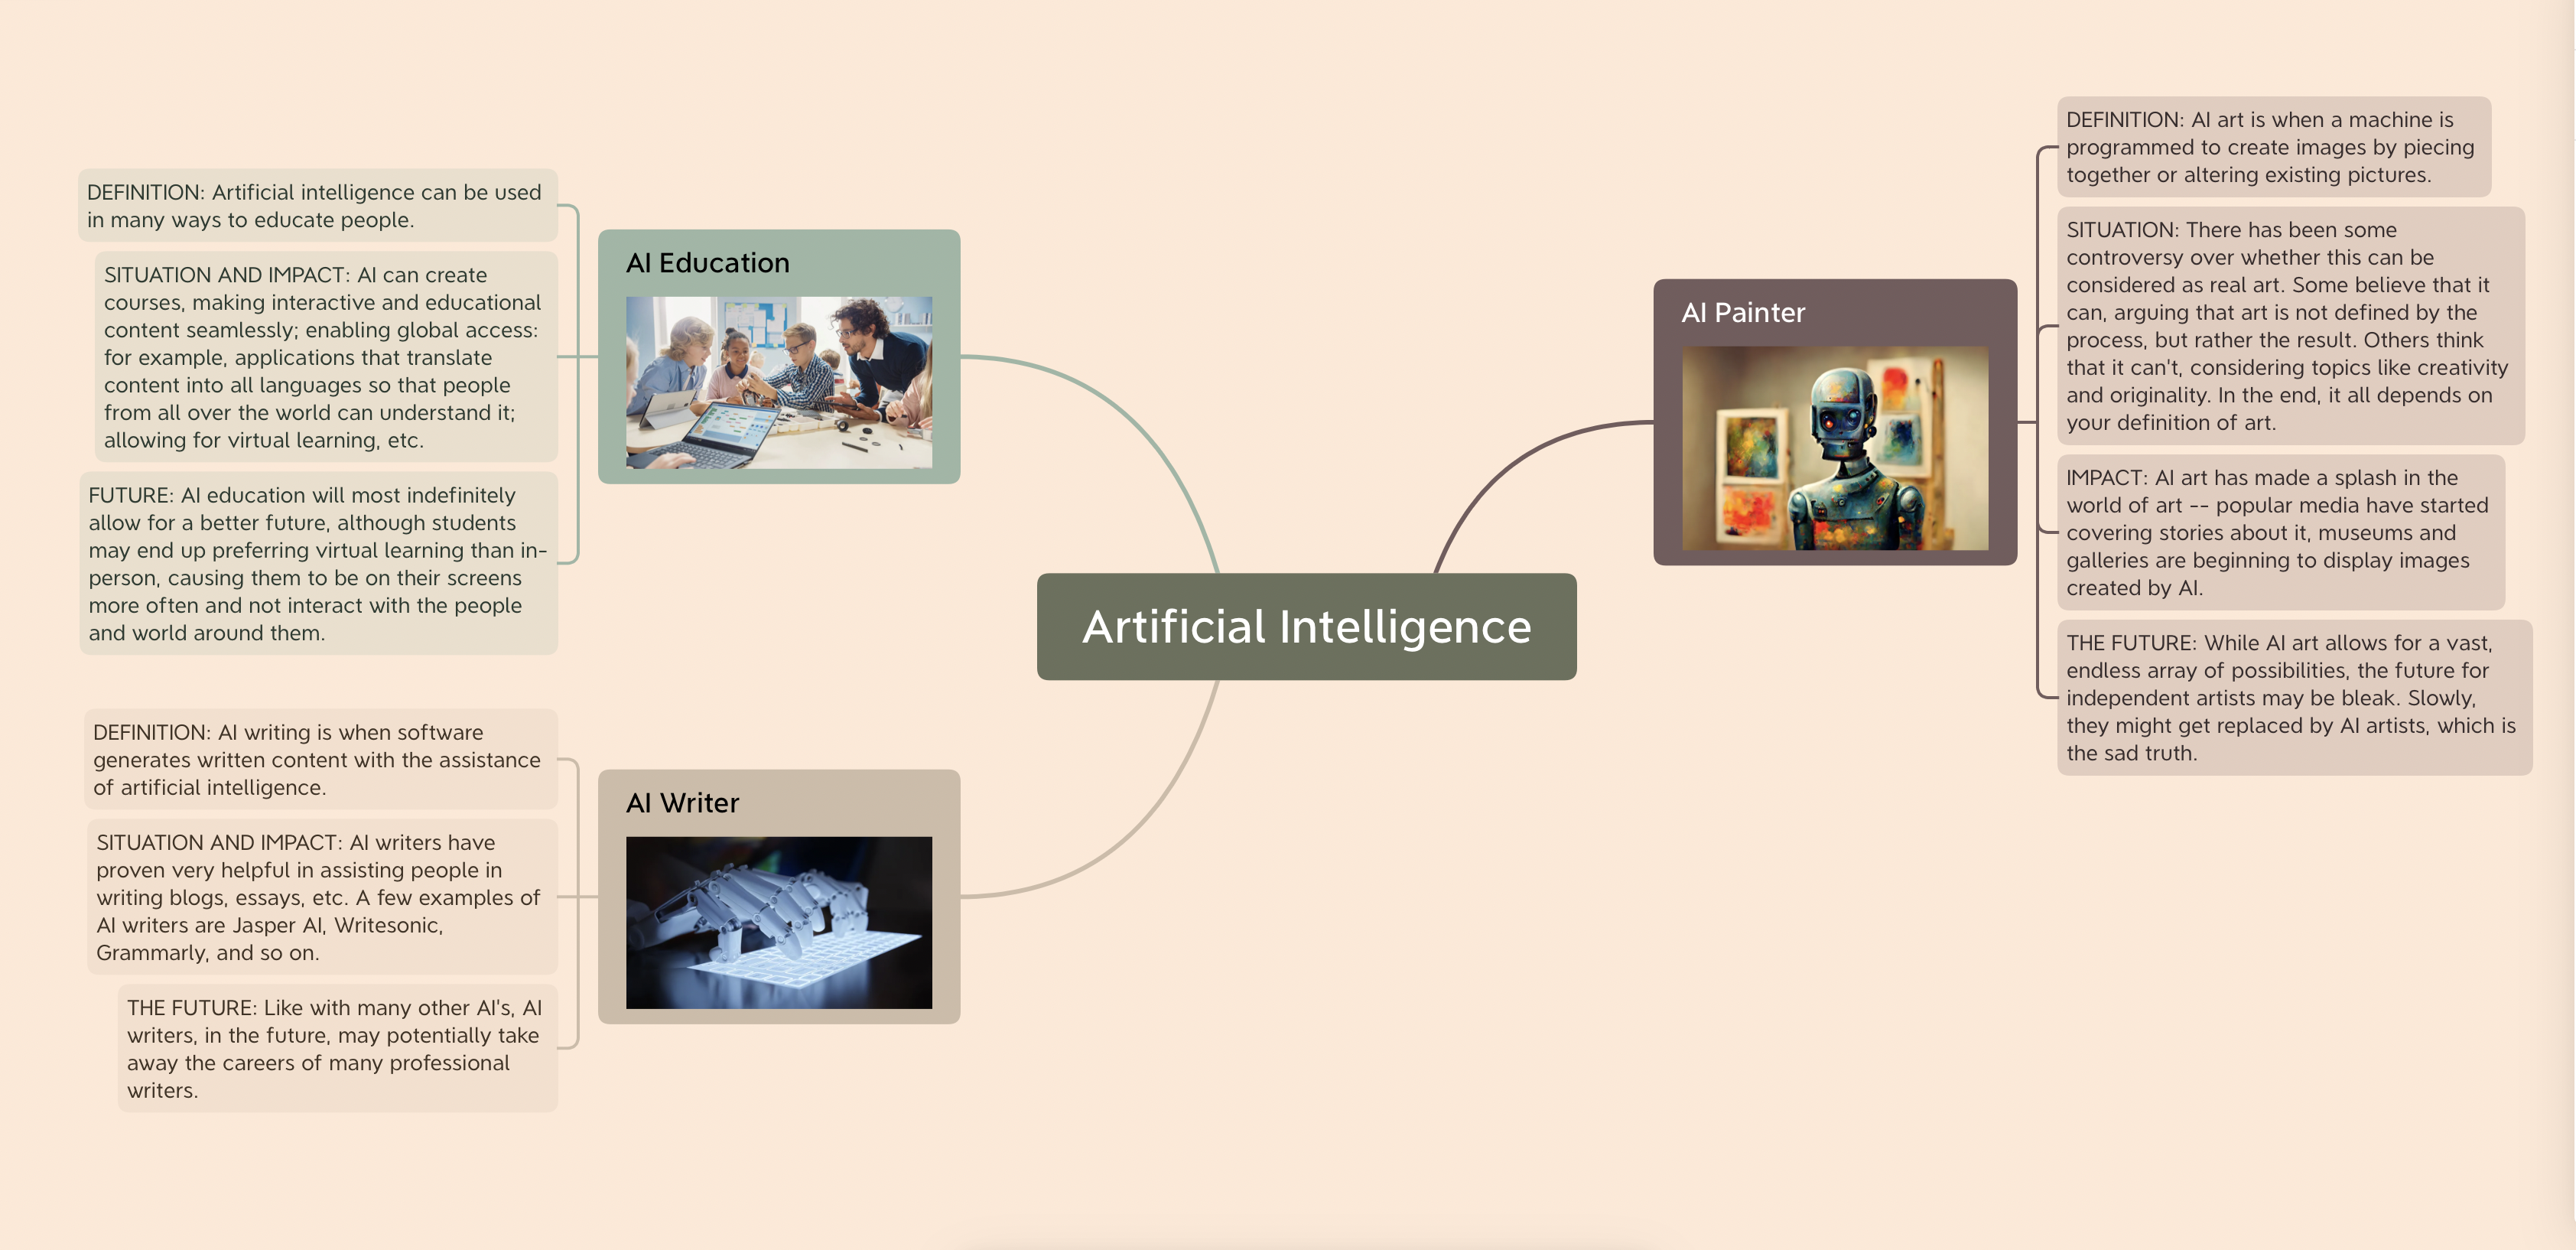 Artificial Intelligence
AI Education
DEFINITION: Artificial intelligence can be used
in many ways to educate people.
SITUATION AND IMPACT: AI can create
courses, making interactive and educational
content seamlessly; enabling global access:
for example, applications that translate
content into all languages so that people
from all over the world can understand it;
allowing for virtual learning, etc.
FUTURE: AI education will most indefinitely
allow for a better future, although students
may end up preferring virtual learning than in-
person, causing them to be on their screens
more often and not interact with the people
and world around them.
AI Writer
DEFINITION: AI writing is when software
generates written content with the assistance
of artificial intelligence.
SITUATION AND IMPACT: AI writers have
proven very helpful in assisting people in
writing blogs, essays, etc. A few examples of
AI writers are Jasper AI, Writesonic,
Grammarly, and so on.
THE FUTURE: Like with many other AI's, AI
writers, in the future, may potentially take
away the careers of many professional
writers.
AI Painter
DEFINITION: AI art is when a machine is
programmed to create images by piecing
together or altering existing pictures.
SITUATION: There has been some
controversy over whether this can be
considered as real art. Some believe that it
can, arguing that art is not defined by the
process, but rather the result. Others think
that it can't, considering topics like creativity
and originality. In the end, it all depends on
your definition of art.
IMPACT: AI art has made a splash in the
world of art -- popular media have started
covering stories about it, museums and
galleries are beginning to display images
created by AI.
THE FUTURE: While AI art allows for a vast,
endless array of possibilities, the future for
independent artists may be bleak. Slowly,
they might get replaced by AI artists, which is
the sad truth.